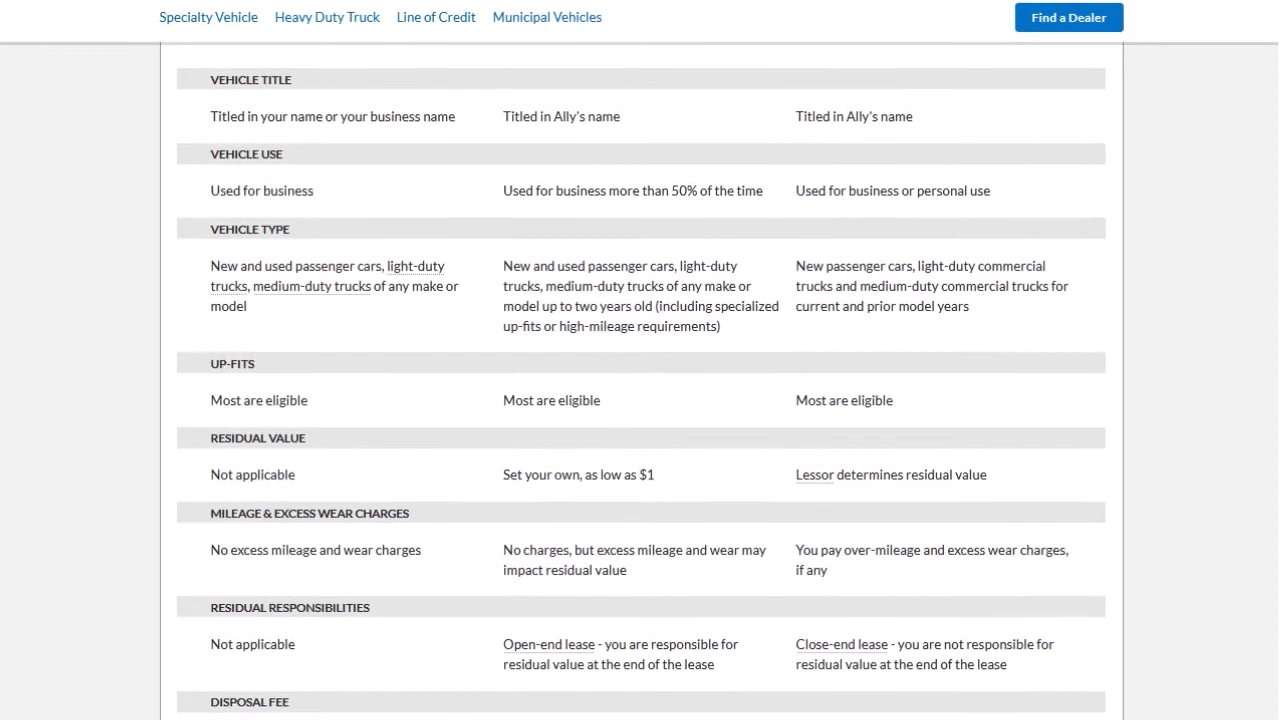 Specialty Vehicle Heavy Duty Truck Line of Credit Municipal Vehicles Find a Dealer
VEHICLE TITLE
Titled in your name or your business name Titled in Ally's name Titled in Ally's name
VEHICLE USE
Used for business Used for business more than 50% of the time Used for business or personal use
VEHICLE TYPE
New and used passenger cars, light-duty
trucks, medium-duty trucks of any make or
model
New and used passenger cars, light-duty
trucks, medium-duty trucks of any make or
model up to two years old (including specialized
up-fits or high-mileage requirements)
New passenger cars, light-duty commercial
trucks and medium-duty commercial trucks for
current and prior model years
UP-FITS
Most are eligible Most are eligible Most are eligible
RESIDUAL VALUE
Not applicable Set your own, as low as $1 Lessor determines residual value
MILEAGE & EXCESS WEAR CHARGES
No excess mileage and wear charges
No charges, but excess mileage and wear may
impact residual value
You pay over-mileage and excess wear charges,
if any
RESIDUAL RESPONSIBILITIES
Not applicable
Open-end lease - you are responsible for
residual value at the end of the lease
Close-end lease - you are not responsible for
residual value at the end of the lease
DISPOSAL FEE